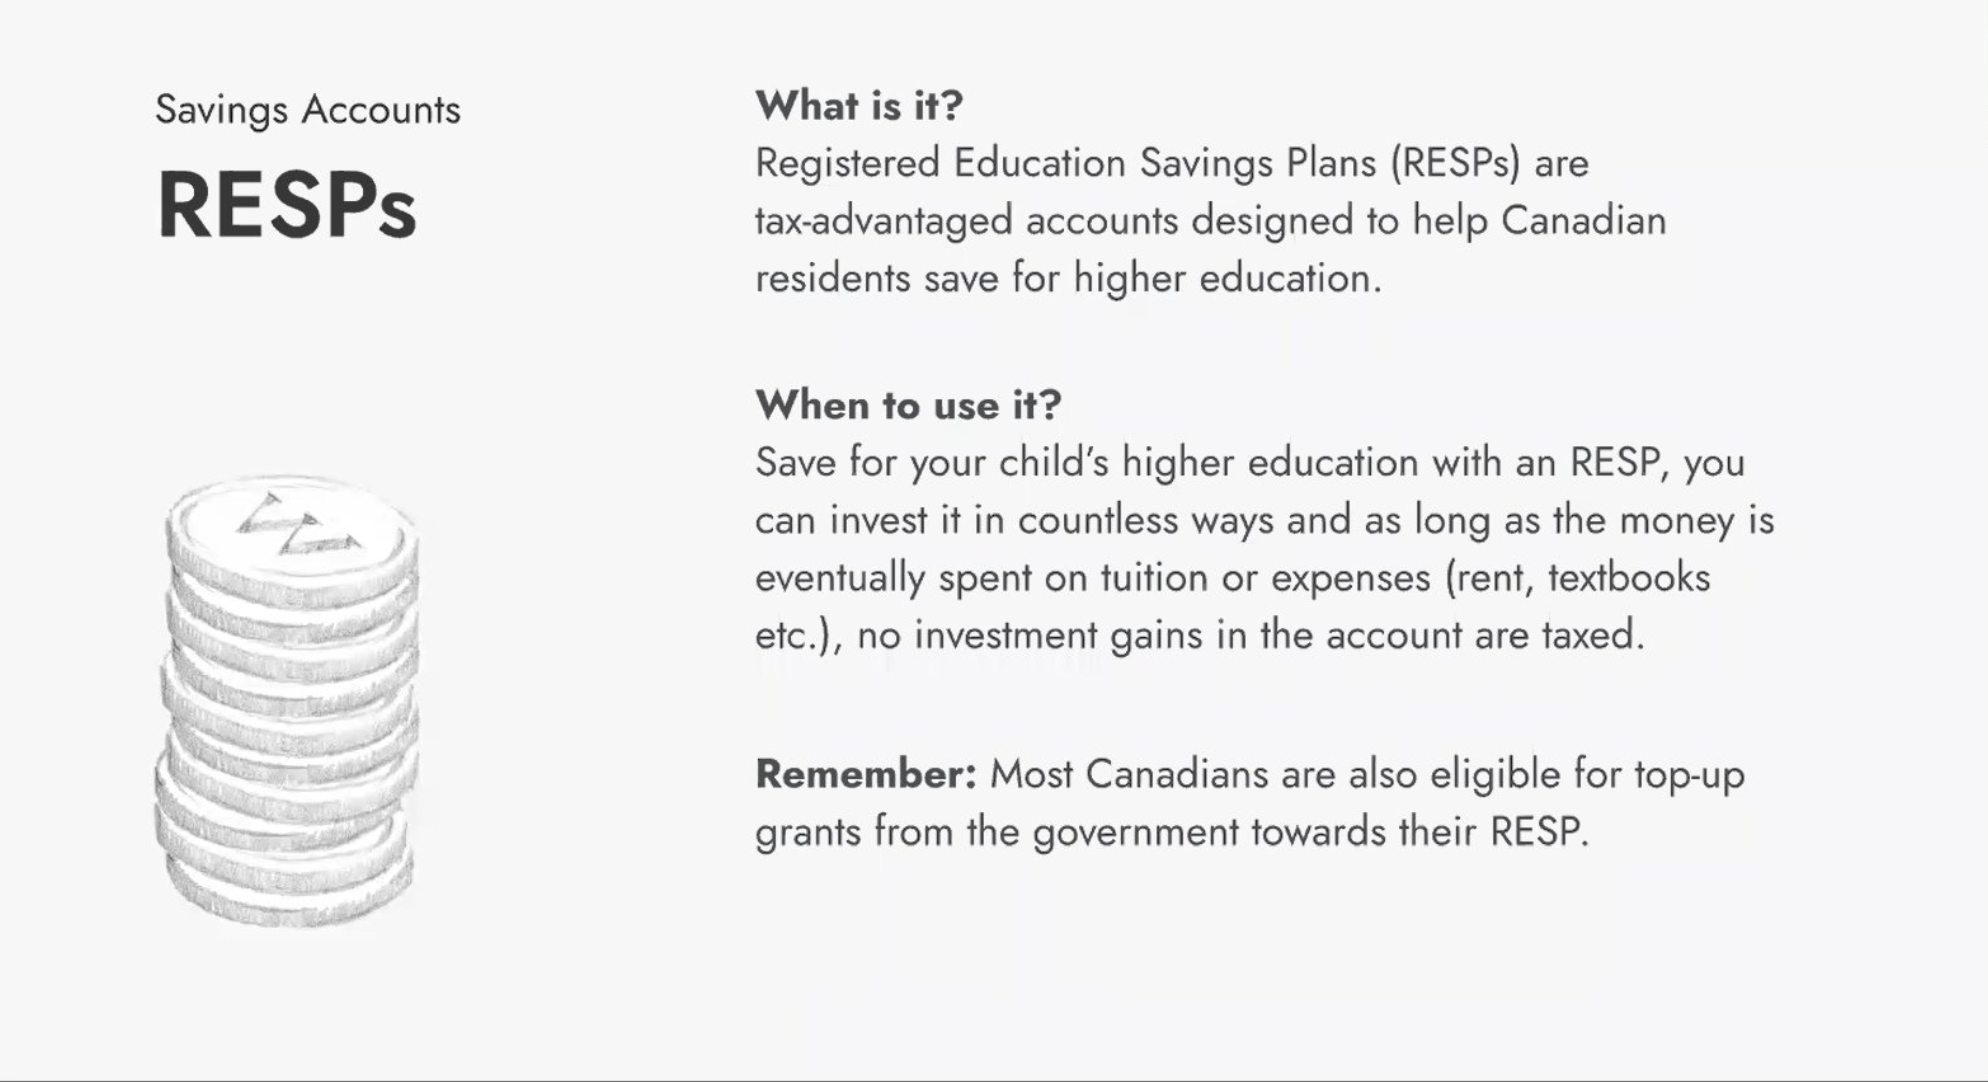 Savings Accounts
RESPs
What is it?
Registered Education Savings Plans (RESPs) are
tax-advantaged accounts designed to help Canadian
residents save for higher education.
When to use it?
Save for your child’s higher education with an RESP, you
can invest it in countless ways and as long as the money is
eventually spent on tuition or expenses (rent, textbooks
etc.), no investment gains in the account are taxed.
Remember: Most Canadians are also eligible for top-up
grants from the government towards their RESP.